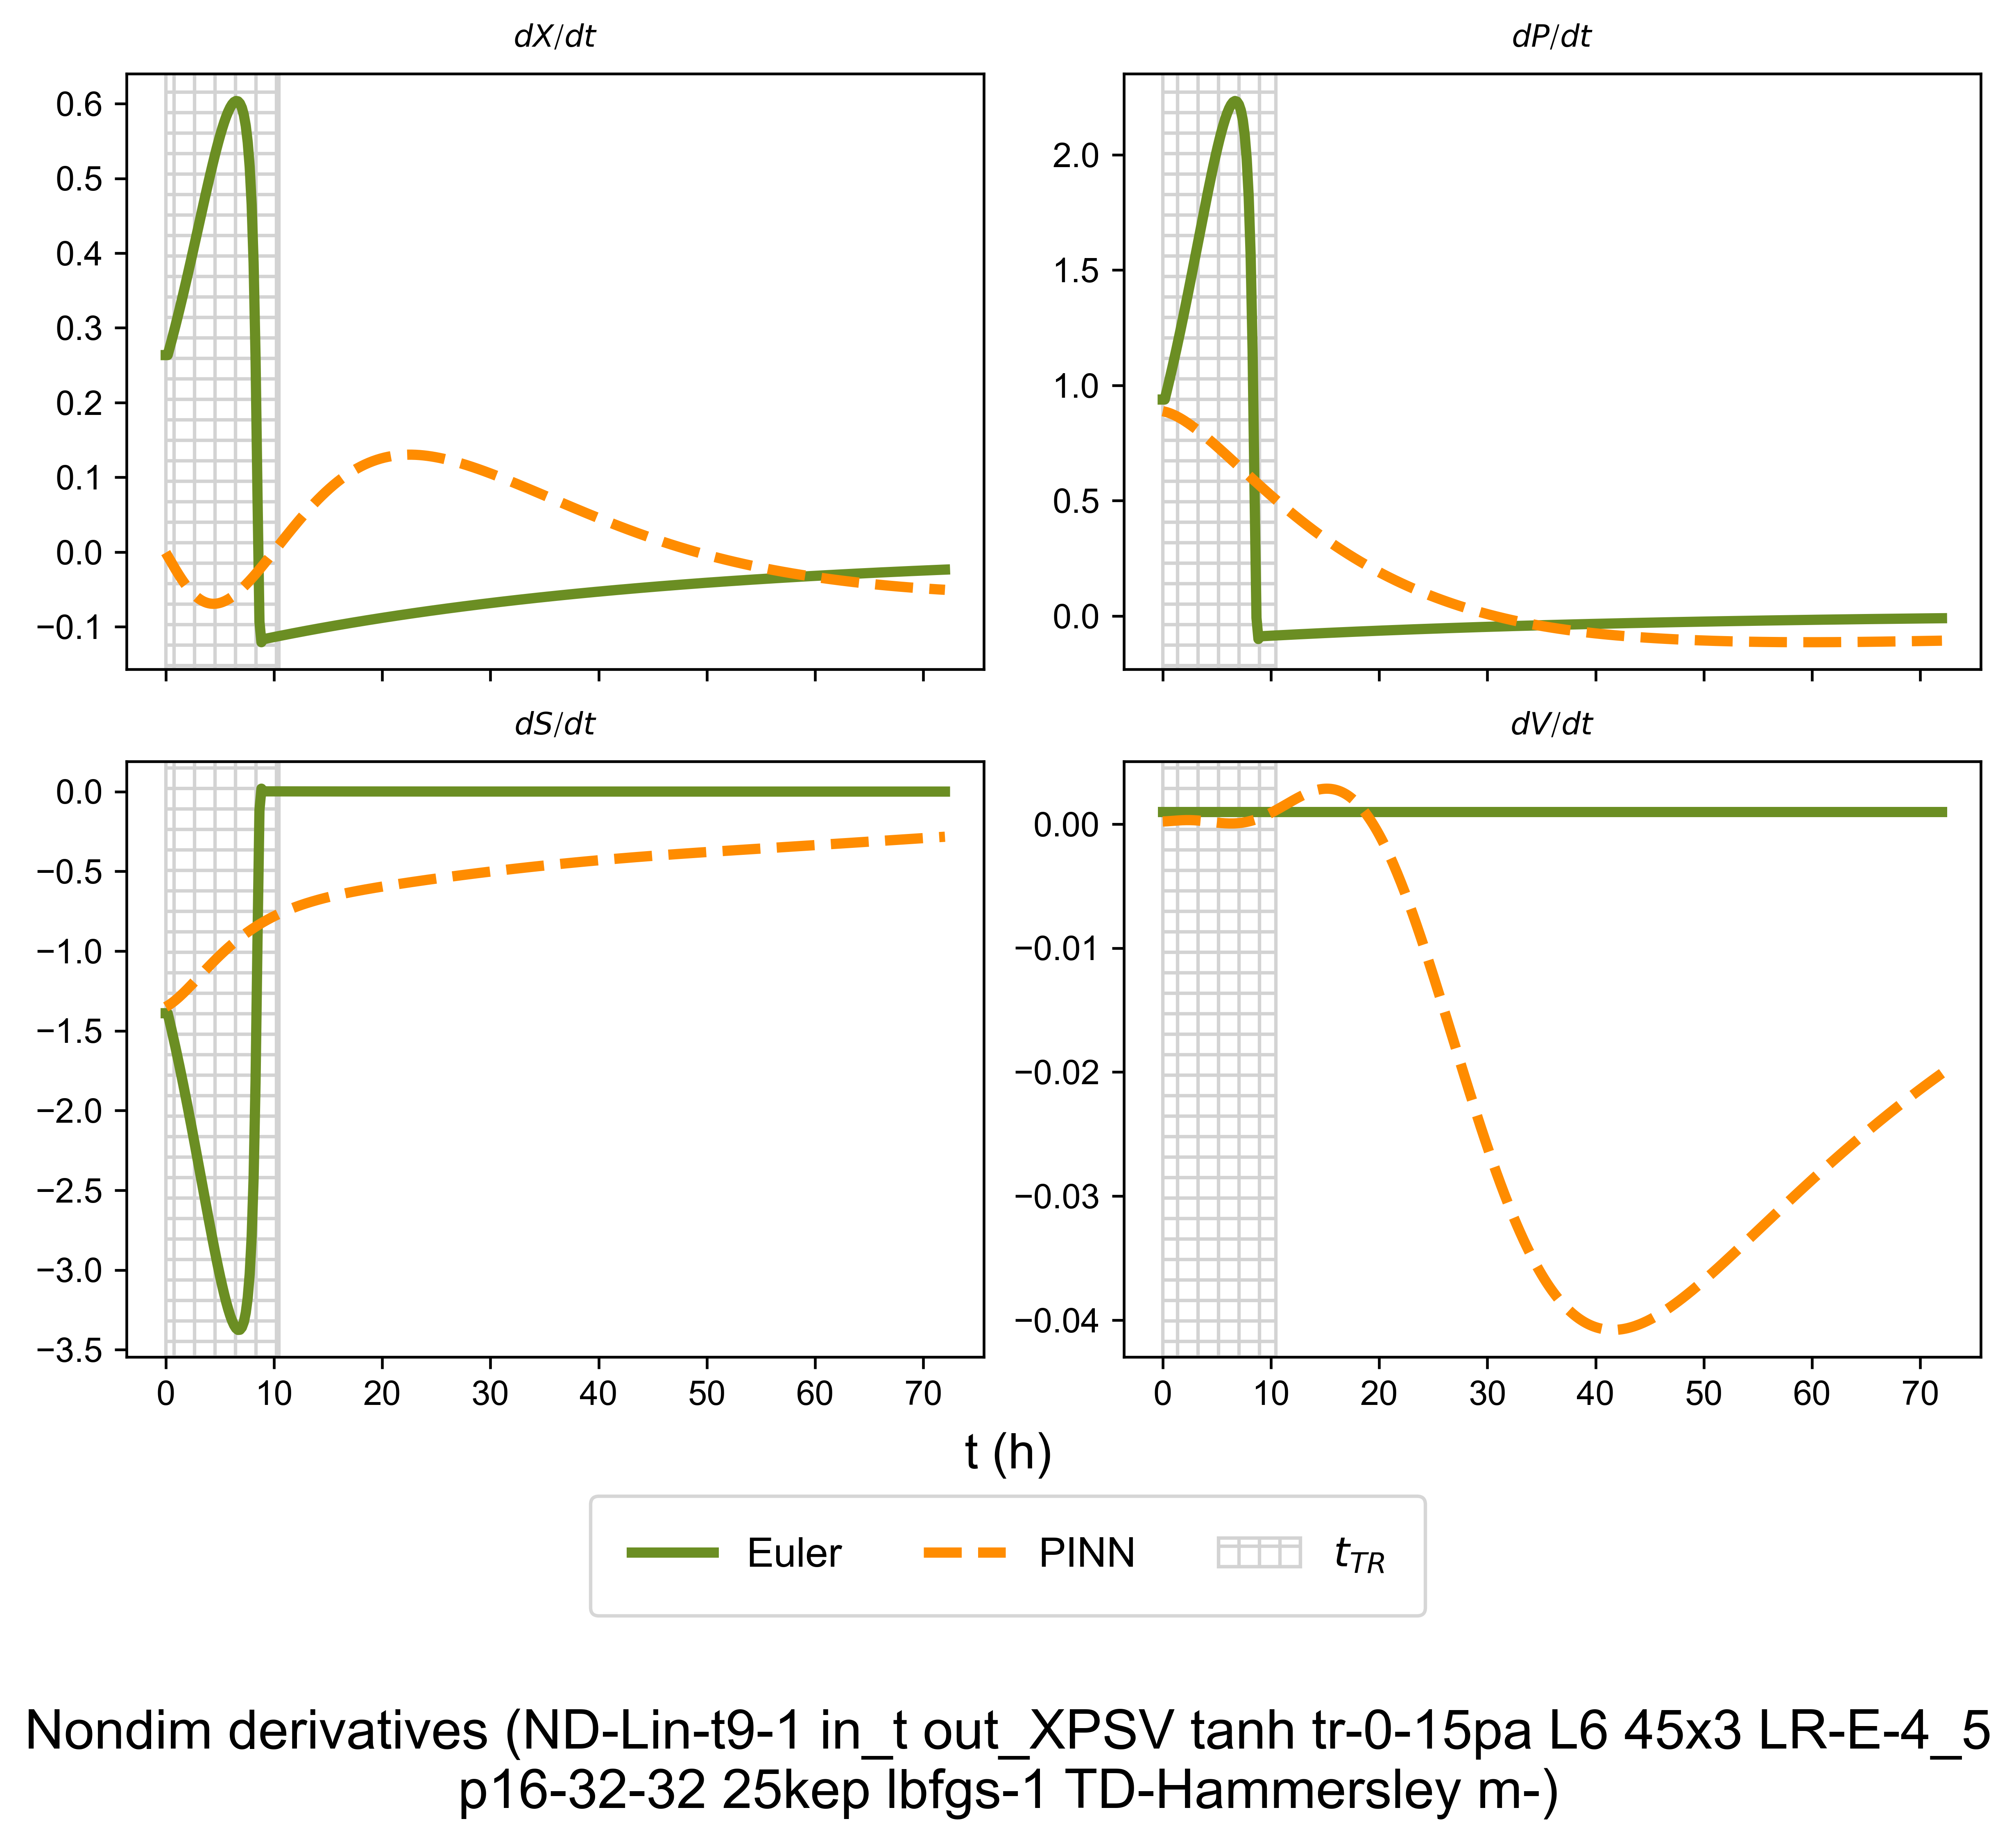 dX/dt
dP/dt
0.6
0.5
0.4
0.3
0.2
0.1
0.0
−0.1
2.0
1.5
1.0
0.5
0.0
dS/dt
dV/dt
0.0
−0.5
−1.0
−1.5
−2.0
−2.5
−3.0
−3.5
0 10 20 30 40 50 60 70
0.00
−0.01
−0.02
−0.03
−0.04
0 10 20 30 40 50 60 70
t (h)
Euler PINN t_TR
Nondim derivatives (ND-Lin-t9-1 in_t out_XPSV tanh tr-0-15pa L6 45x3 LR-E-4_5
p16-32-32 25kep lbfgs-1 TD-Hammersley m-)